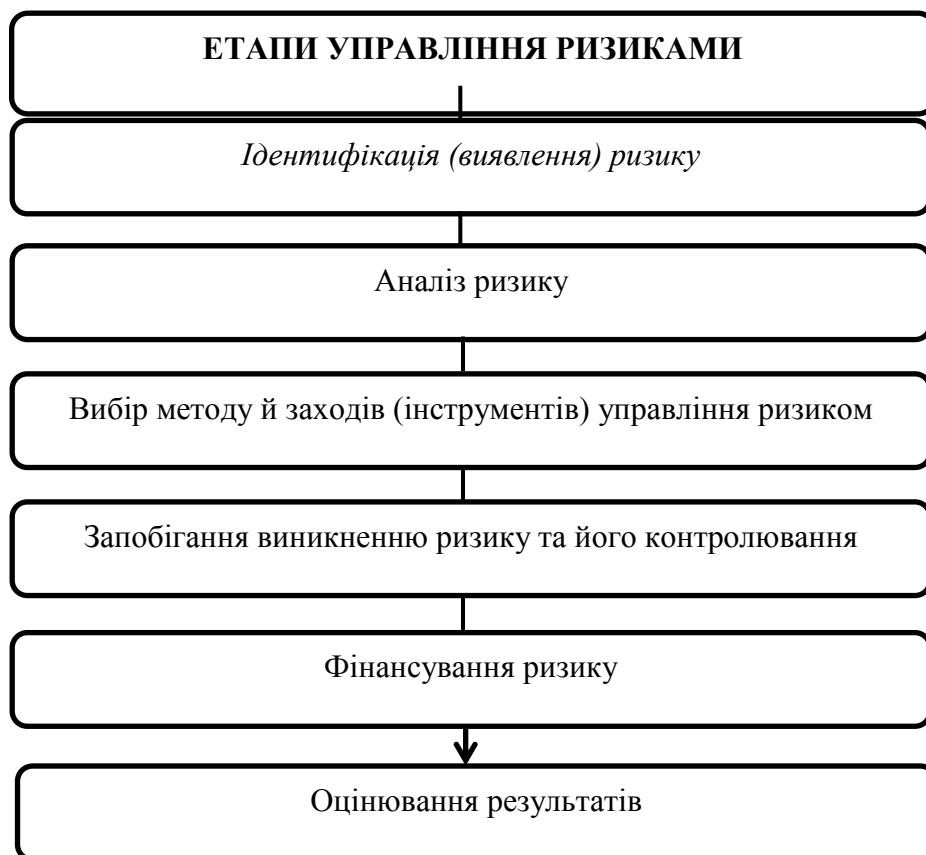 ЕТАПИ УПРАВЛІННЯ РИЗИКАМИ
Ідентифікація (виявлення) ризику
Аналіз ризику
Вибір методу й заходів (інструментів) управління ризиком
Запобігання виникненню ризику та його контролювання
Фінансування ризику
Оцінювання результатів